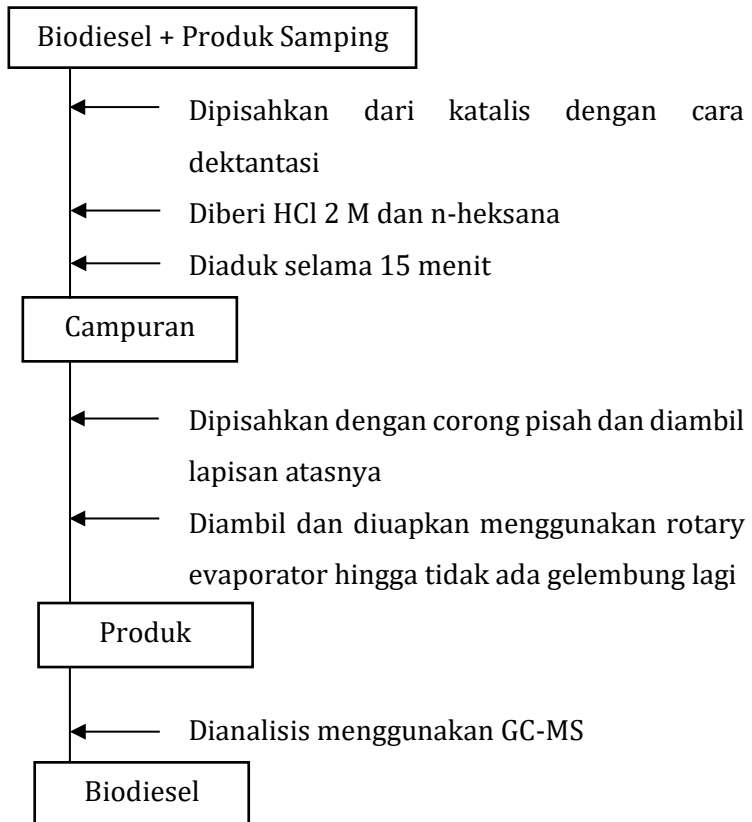 Biodiesel + Produk Samping
Dipisahkan dari katalis dengan cara
dektantasi
Diberi HCl 2 M dan n-heksana
Diaduk selama 15 menit
Campuran
Dipisahkan dengan corong pisah dan diambil
lapisan atasnya
Diambil dan diuapkan menggunakan rotary
evaporator hingga tidak ada gelembung lagi
Produk
Dianalisis menggunakan GC-MS
Biodiesel